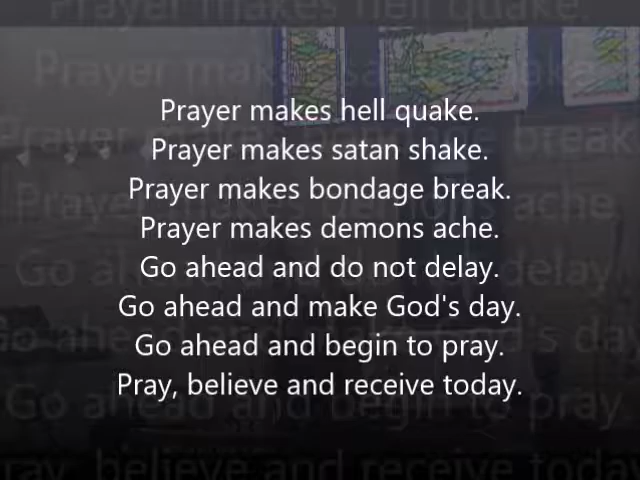 Prayer makes hell quake.
Prayer makes satan shake.
Prayer makes bondage break.
Prayer makes demons ache.
Go ahead and do not delay.
Go ahead and make God's day.
Go ahead and begin to pray.
Pray, believe and receive today.